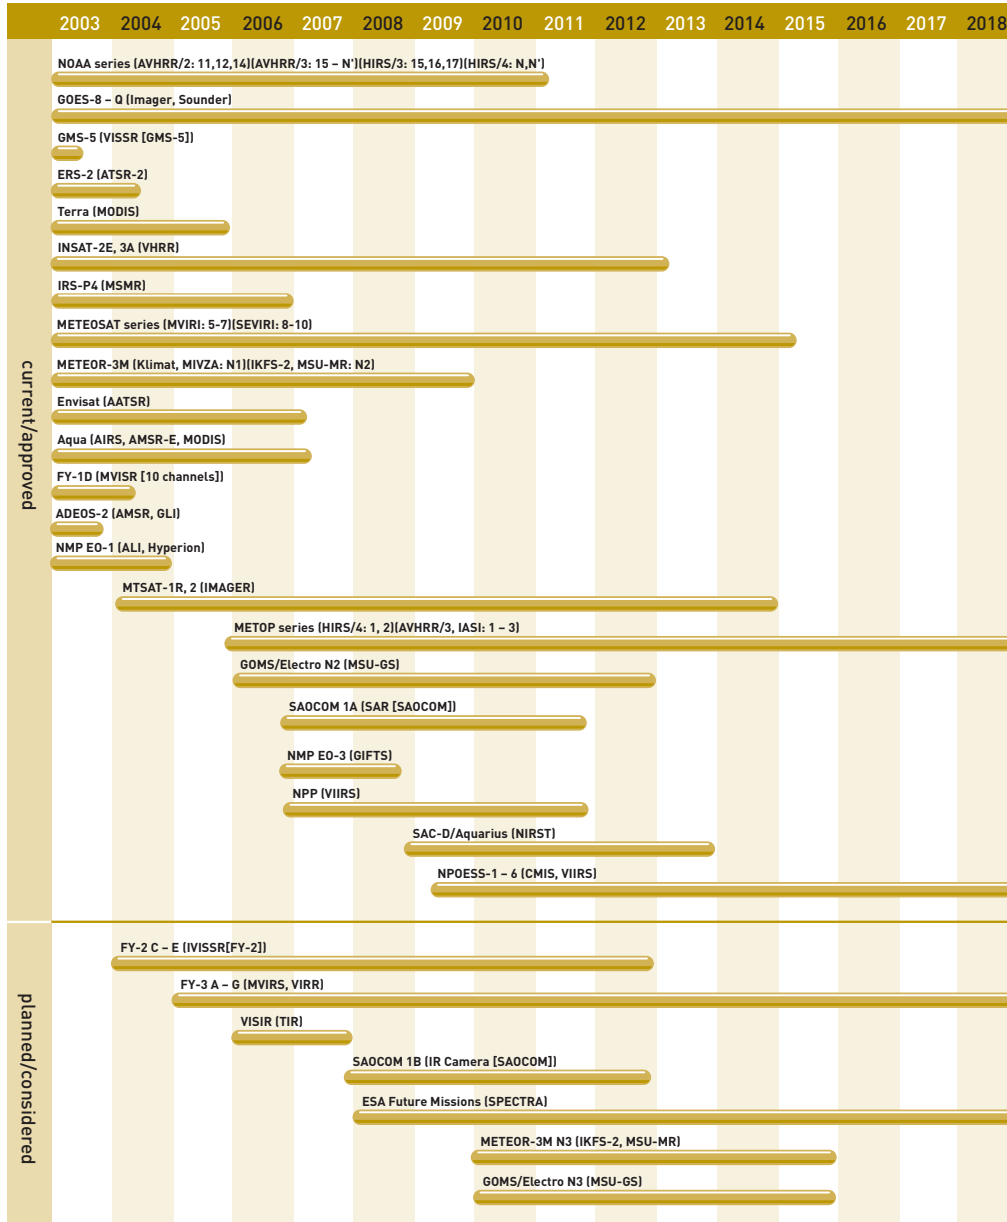 2003 2004 2005 2006 2007 2008 2009 2010 2011 2012 2013 2014 2015 2016 2017 2018
current/approved
NOAA series (AVHRR/2: 11,12,14)(AVHRR/3: 15 – N')(HIRS/3: 15,16,17)(HIRS/4: N,N')
GOES-8 – Q (Imager, Sounder)
GMS-5 (VISSR [GMS-5])
ERS-2 (ATSR-2)
Terra (MODIS)
INSAT-2E, 3A (VHRR)
IRS-P4 (MSMR)
METEOSAT series (MVIRI: 5-7)(SEVIRI: 8-10)
METEOR-3M (Klimat, MIVZA: N1)(IKFS-2, MSU-MR: N2)
Envisat (AATSR)
Aqua (AIRS, AMSR-E, MODIS)
FY-1D (MVISR [10 channels])
ADEOS-2 (AMSR, GLI)
NMP EO-1 (ALI, Hyperion)
MTSAT-1R, 2 (IMAGER)
METOP series (HIRS/4: 1, 2)(AVHRR/3, IASI: 1 – 3)
GOMS/Electro N2 (MSU-GS)
SAOCOM 1A (SAR [SAOCOM])
NMP EO-3 (GIFTS)
NPP (VIIRS)
SAC-D/Aquarius (NIRST)
NPOESS-1 – 6 (CMIS, VIIRS)
planned/considered
FY-2 C – E (IVISSR[FY-2])
FY-3 A – G (MVIRS, VIRR)
VISIR (TIR)
SAOCOM 1B (IR Camera [SAOCOM])
ESA Future Missions (SPECTRA)
METEOR-3M N3 (IKFS-2, MSU-MR)
GOMS/Electro N3 (MSU-GS)